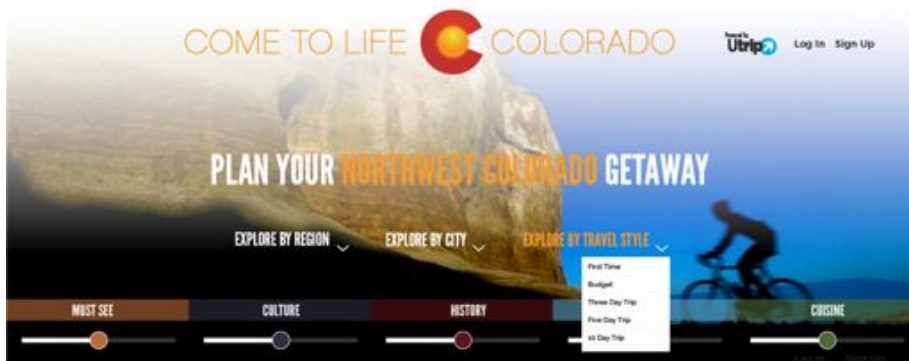 COME TO LIFE COLORADO
Powered by
Utrip
Log In Sign Up
PLAN YOUR NORTHWEST COLORADO GETAWAY
EXPLORE BY REGION EXPLORE BY CITY EXPLORE BY TRAVEL STYLE
First Time
Budget
Three Day Trip
Five Day Trip
10 Day Trip
MUST SEE CULTURE HISTORY CUISINE